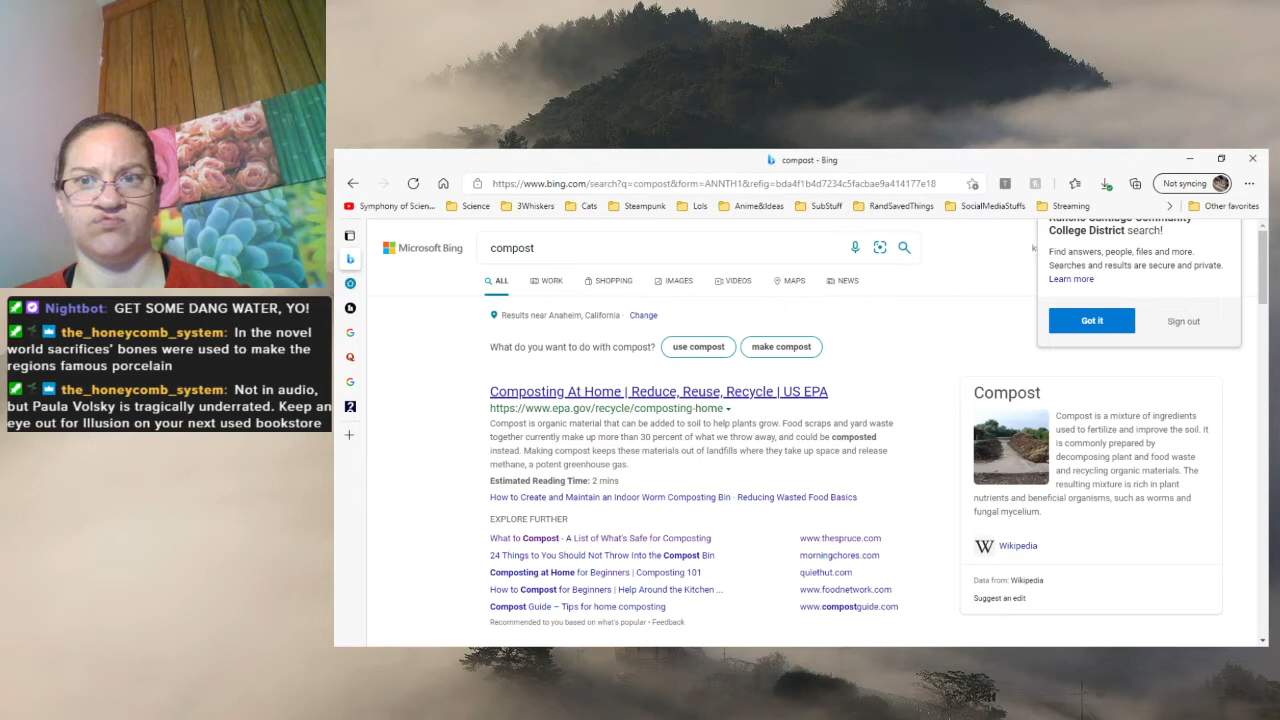 Nightbot: GET SOME DANG WATER, YO!
the_honeycomb_system: In the novel
world sacrifices' bones were used to make the
regions famous porcelain
the_honeycomb_system: Not in audio,
but Paula Volsky is tragically underrated. Keep an
eye out for Illusion on your next used bookstore
compost - Bing
https://www.bing.com/search?q=compost&form=ANNTH1&refig=bda4f1b4d7234c5facbae9a414177e18
Not syncing
Symphony of Scien...
Science
3Whiskers
Cats
Steampunk
Lols
Anime&Ideas
SubStuff
RandSavedThings
SocialMediaStuffs
Streaming
Other favorites
Microsoft Bing
compost
ALL
WORK
SHOPPING
IMAGES
VIDEOS
MAPS
NEWS
Results near Anaheim, California · Change
What do you want to do with compost? use compost make compost
Composting At Home | Reduce, Reuse, Recycle | US EPA
https://www.epa.gov/recycle/composting-home
Compost is organic material that can be added to soil to help plants grow. Food scraps and yard waste
together currently make up more than 30 percent of what we throw away, and could be composted
instead. Making compost keeps these materials out of landfills where they take up space and release
methane, a potent greenhouse gas.
Estimated Reading Time: 2 mins
How to Create and Maintain an Indoor Worm Composting Bin · Reducing Wasted Food Basics
EXPLORE FURTHER
What to Compost - A List of What's Safe for Composting www.thespruce.com
24 Things to You Should Not Throw Into the Compost Bin morningchores.com
Composting at Home for Beginners | Composting 101 quiethut.com
How to Compost for Beginners | Help Around the Kitchen ... www.foodnetwork.com
Compost Guide – Tips for home composting www.compostguide.com
Recommended to you based on what's popular • Feedback
Rancho Santiago Community
College District search!
Find answers, people, files and more.
Searches and results are secure and private.
Learn more
Got it
Sign out
Compost
Compost is a mixture of ingredients
used to fertilize and improve the soil. It
is commonly prepared by
decomposing plant and food waste
and recycling organic materials. The
resulting mixture is rich in plant
nutrients and beneficial organisms, such as worms and
fungal mycelium.
W Wikipedia
Data from: Wikipedia
Suggest an edit